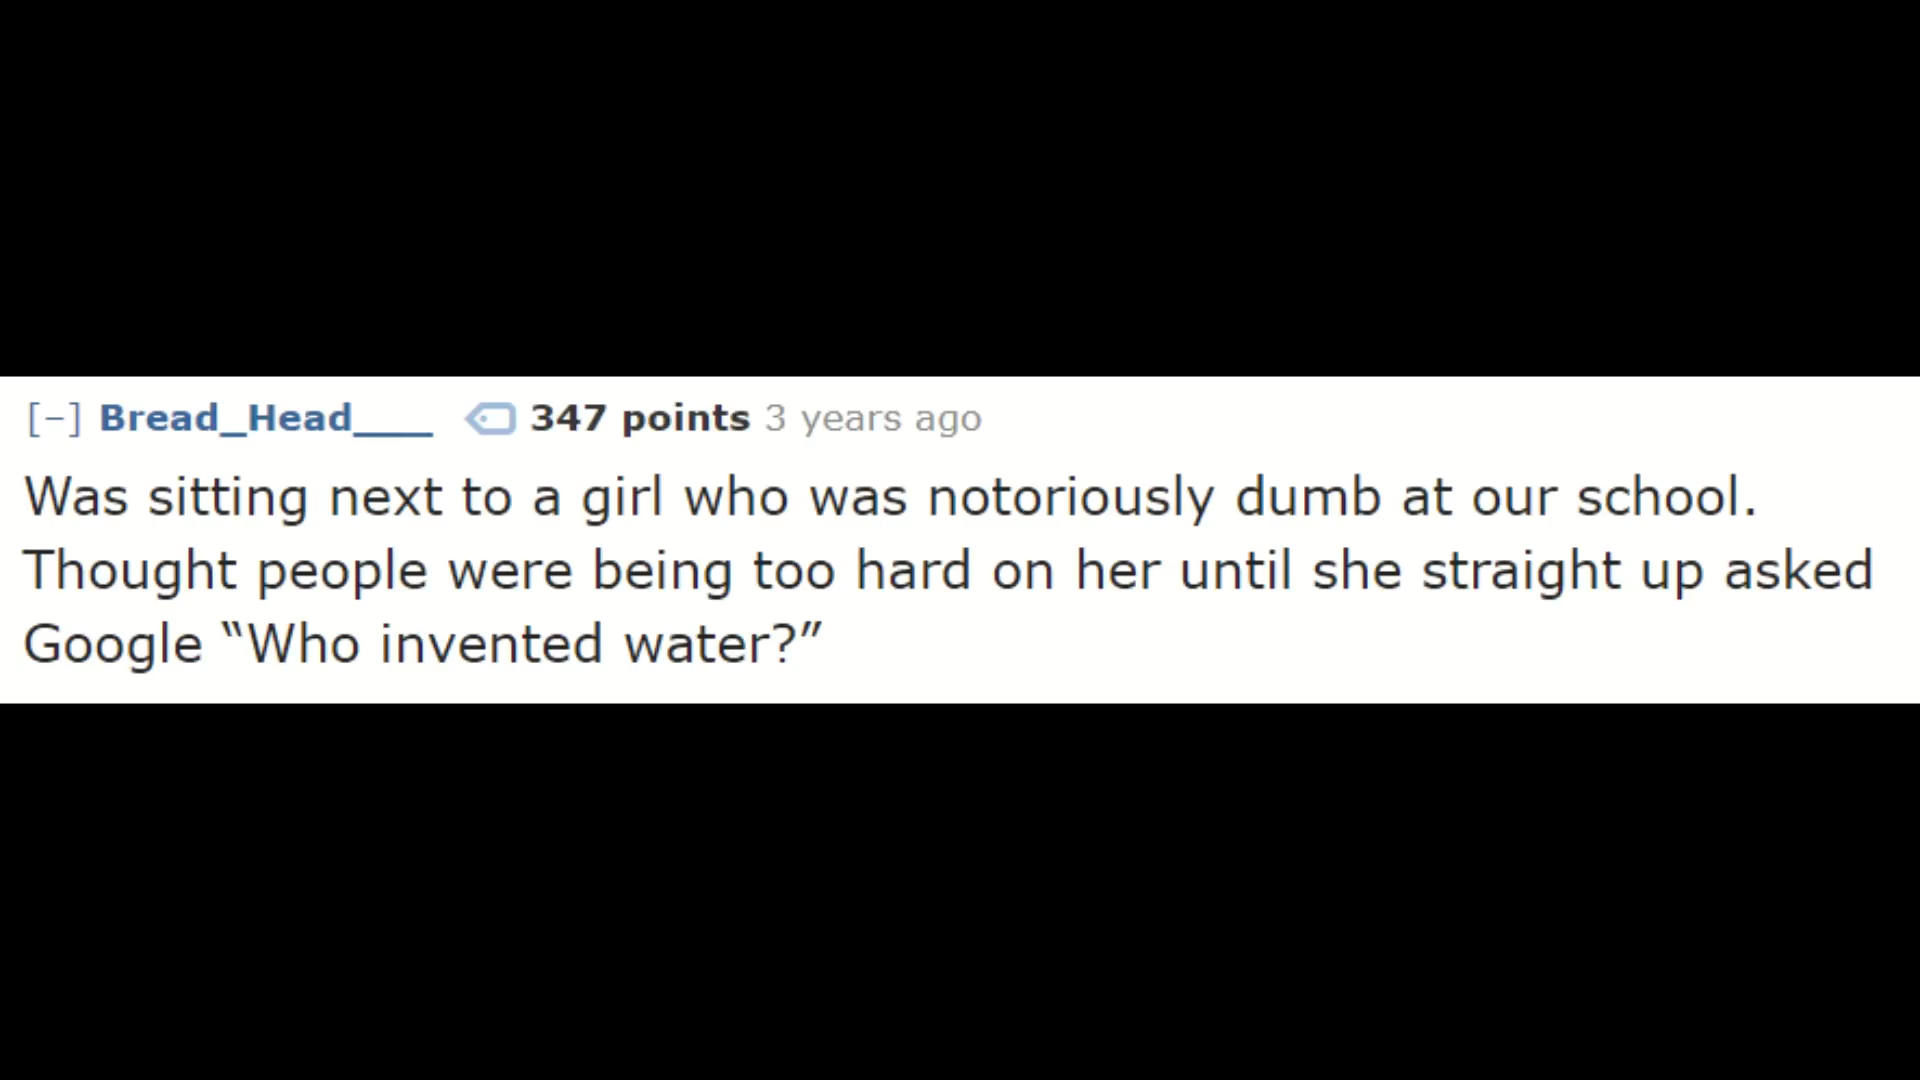 [−] Bread_Head____ 347 points 3 years ago
Was sitting next to a girl who was notoriously dumb at our school.
Thought people were being too hard on her until she straight up asked
Google “Who invented water?”